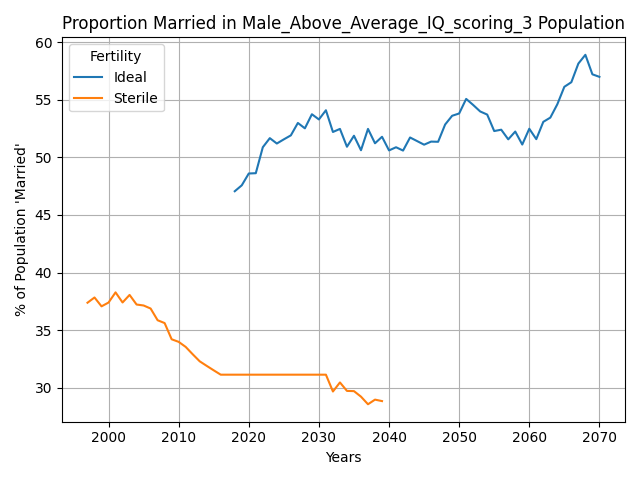 Proportion Married in Male_Above_Average_IQ_scoring_3 Population
Fertility
Ideal
Sterile
% of Population 'Married'
60
55
50
45
40
35
30
2000 2010 2020 2030 2040 2050 2060 2070
Years